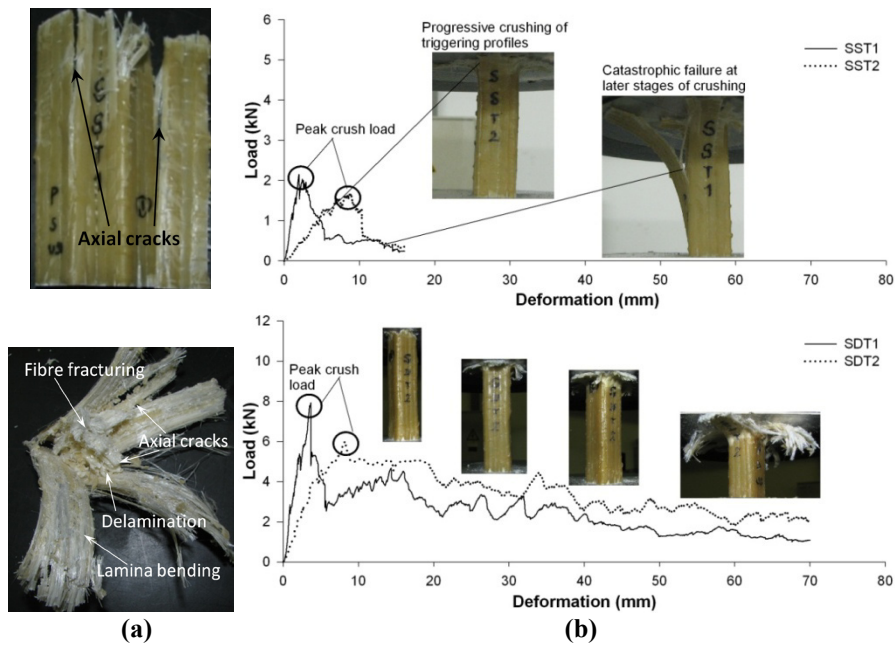 Axial cracks
S
S
T
1
P
S
Fibre fracturing
Axial cracks
Delamination
Lamina bending
(a)
6
5
4
3
2
1
0
Load (kN)
Progressive crushing of
triggering profiles
Catastrophic failure at
later stages of crushing
Peak crush load
SST1
SST2
S
S
T
2
S
S
T
1
0 10 20 30 40 50 60 70 80
Deformation (mm)
12
10
8
6
4
2
0
Load (kN)
Peak crush
load
SDT1
SDT2
0 10 20 30 40 50 60 70 80
Deformation (mm)
(b)